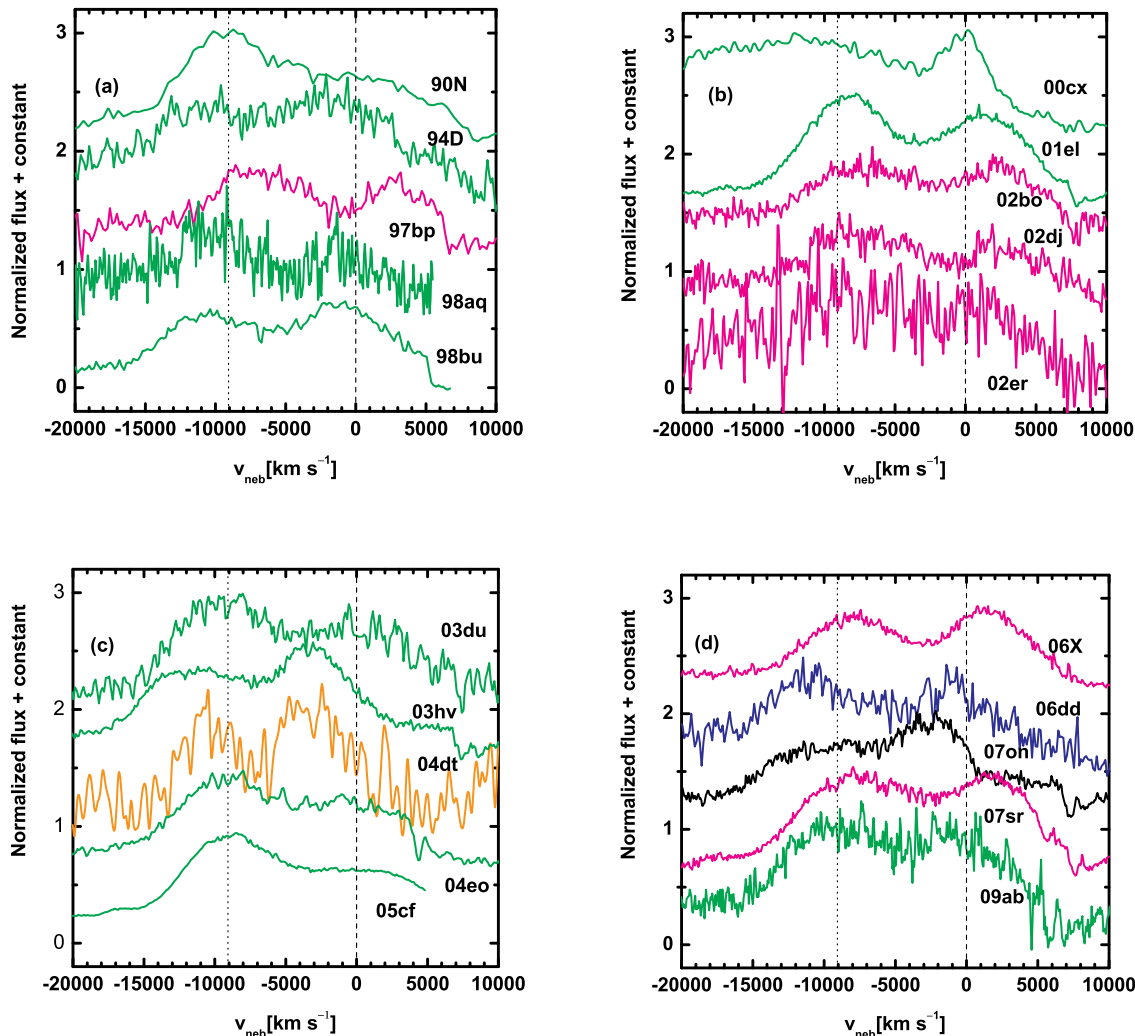 (a)
Normalized flux + constant
3
2
1
0
90N
94D
97bp
98aq
98bu
-20000 -15000 -10000 -5000 0 5000 10000
v_neb[km s⁻¹]
(b)
Normalized flux + constant
3
2
1
0
00cx
01el
02bo
02dj
02er
-20000 -15000 -10000 -5000 0 5000 10000
v_neb[km s⁻¹]
(c)
Normalized flux + constant
3
2
1
0
03du
03hv
04dt
04eo
05cf
-20000 -15000 -10000 -5000 0 5000 10000
v_neb[km s⁻¹]
(d)
Normalized flux + constant
3
2
1
0
06X
06dd
07on
07sr
09ab
-20000 -15000 -10000 -5000 0 5000 10000
v_neb[km s⁻¹]